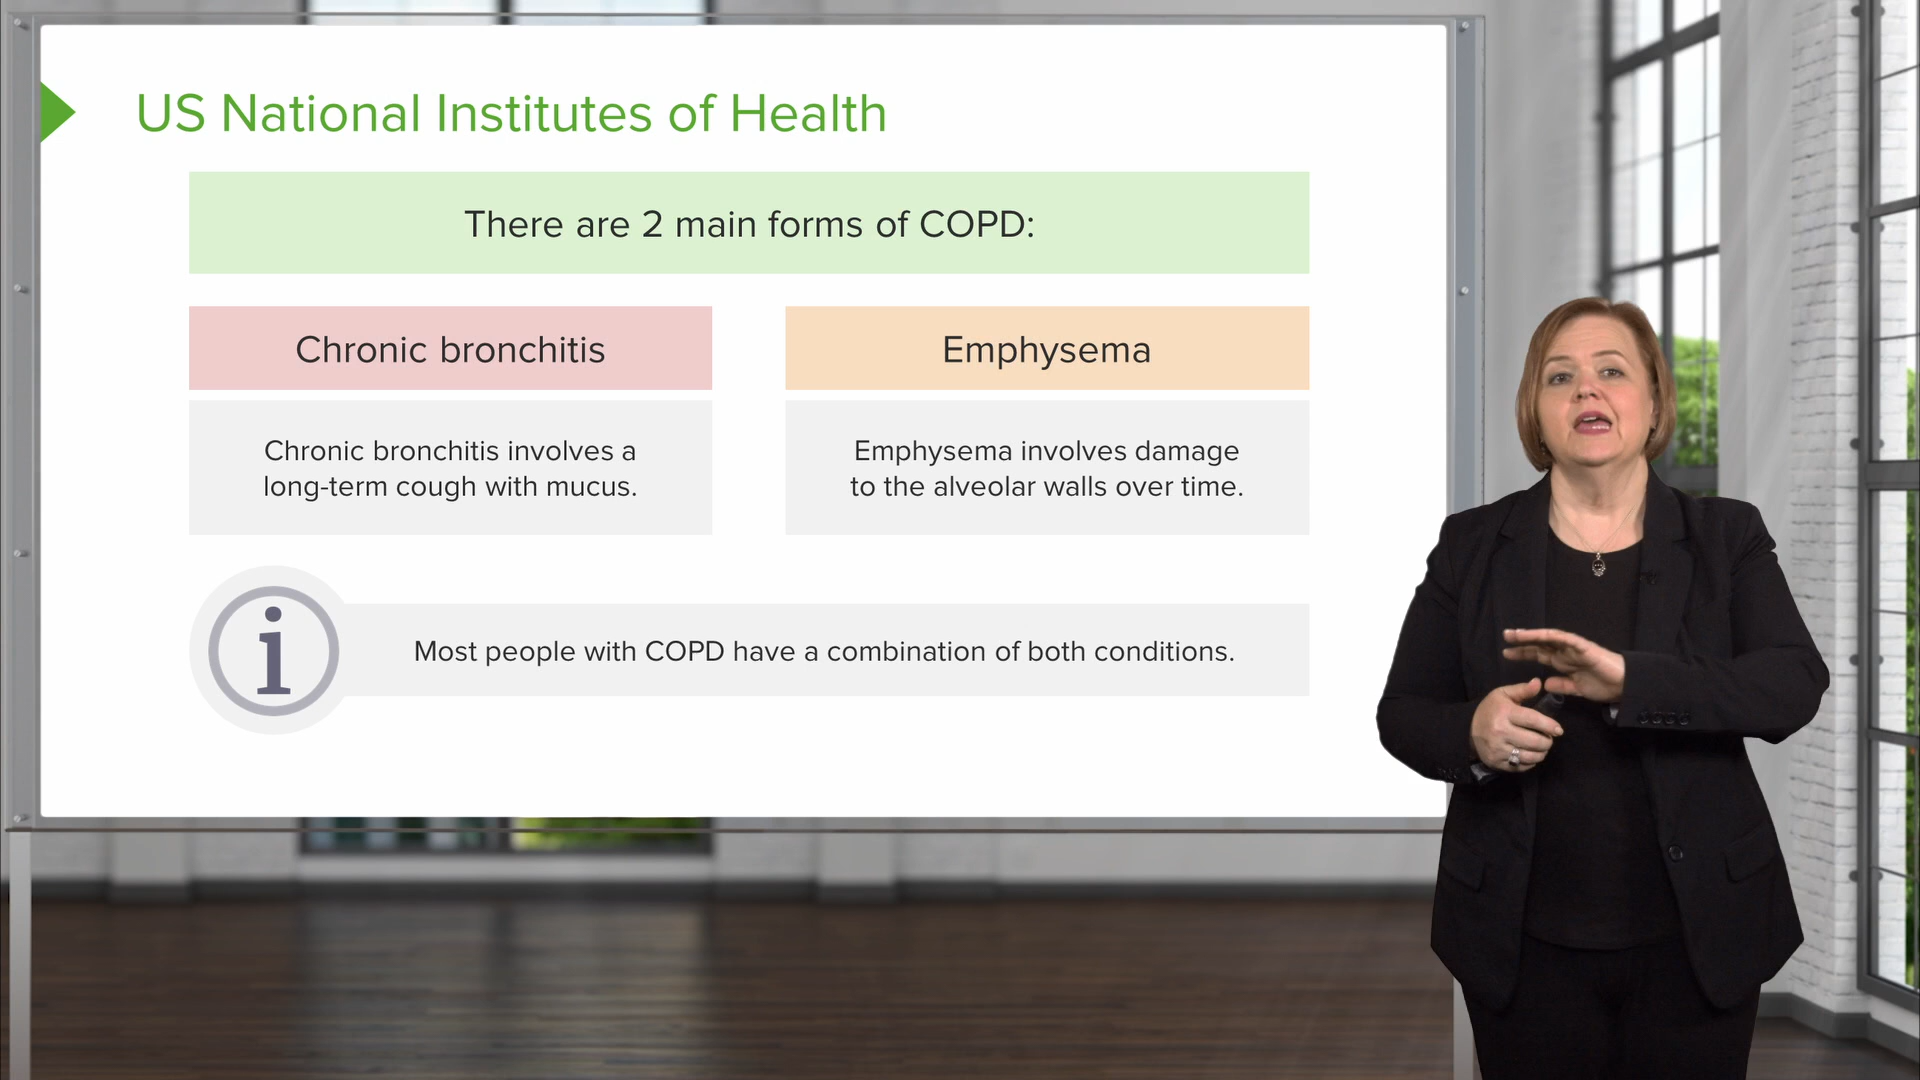 US National Institutes of Health
There are 2 main forms of COPD:
Chronic bronchitis
Chronic bronchitis involves a
long-term cough with mucus.
Emphysema
Emphysema involves damage
to the alveolar walls over time.
i
Most people with COPD have a combination of both conditions.